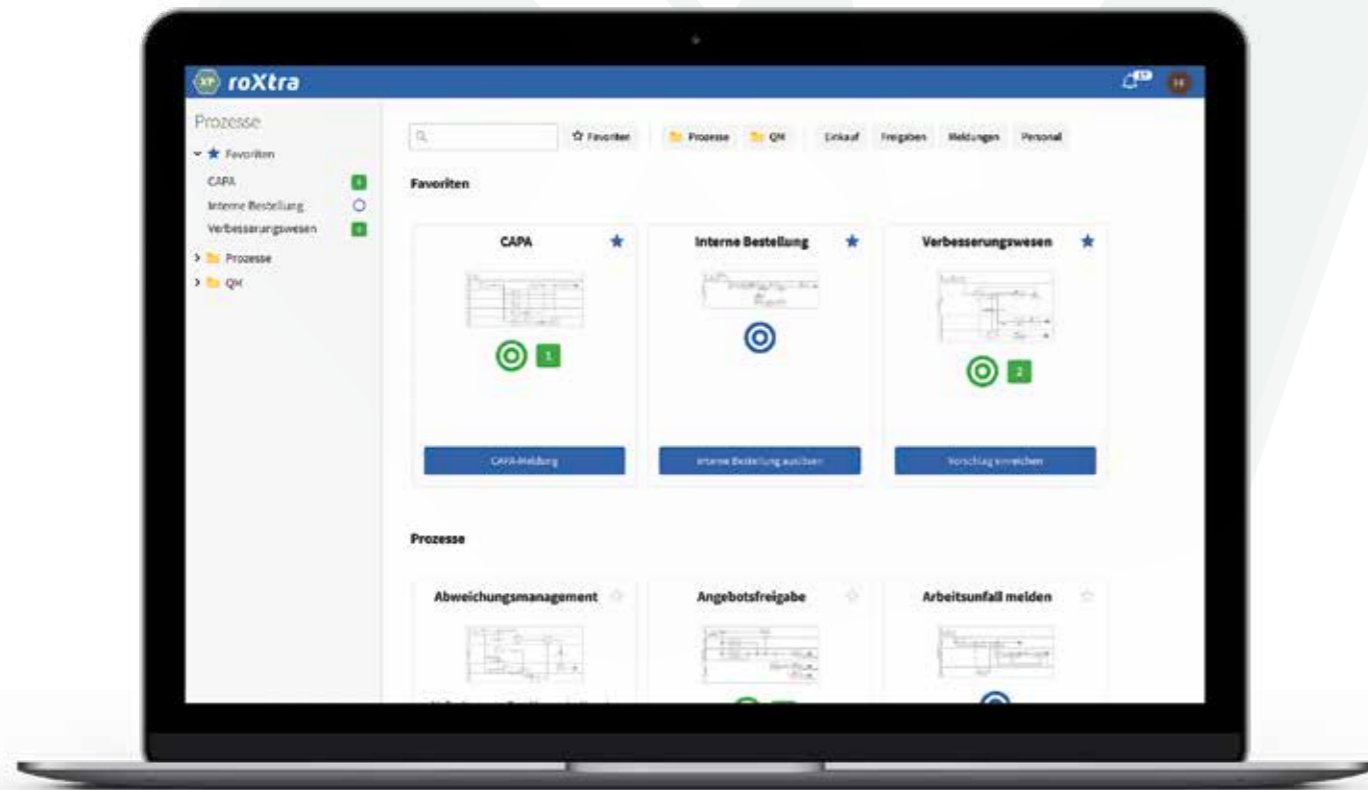 roXtra
Prozesse
Favoriten
CAPA
Interne Bestellung
Verbesserungswesen
Prozesse
QM
Favoriten Prozesse QM Einkauf Freigaben Meldungen Personal
Favoriten
CAPA Interne Bestellung Verbesserungswesen
1
2
CAPA-Meldung Interne Bestellung auslösen Vorschlag einreichen
Prozesse
Abweichungsmanagement Angebotsfreigabe Arbeitsunfall melden